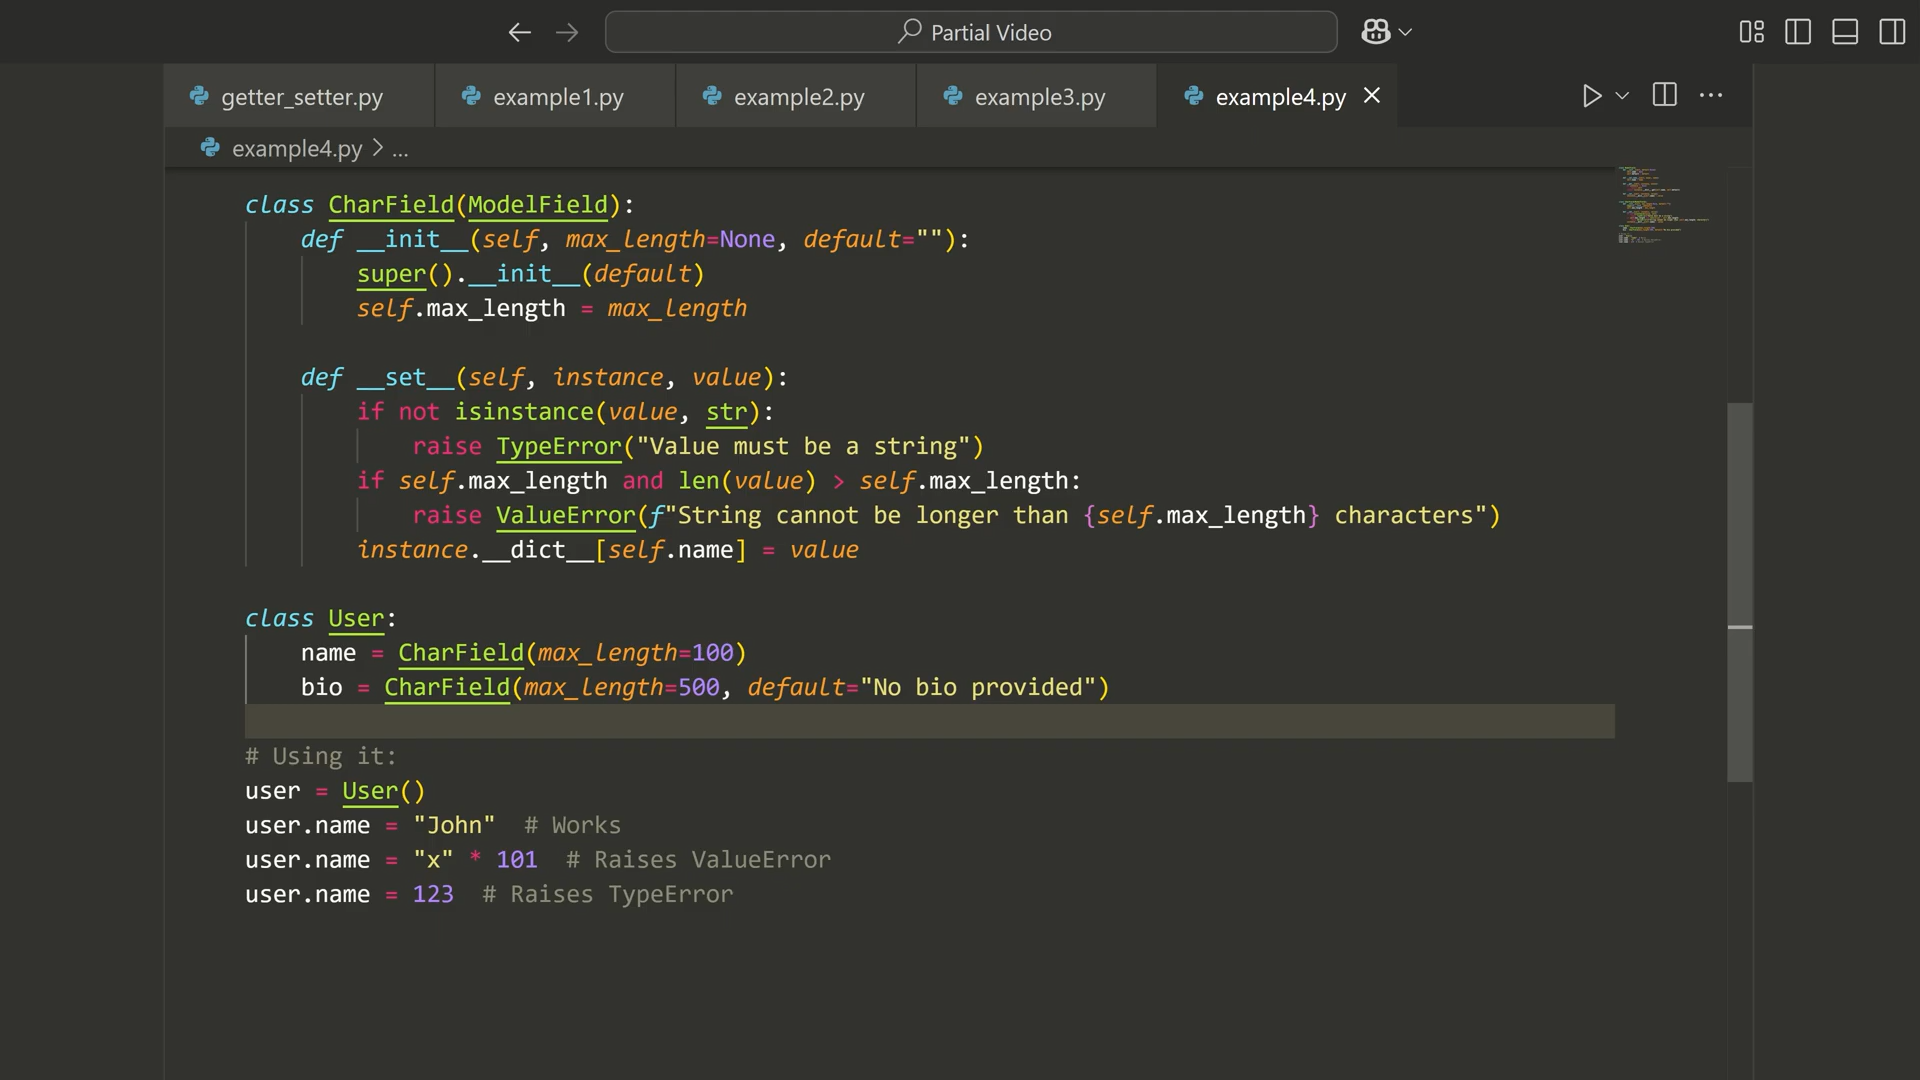 Partial Video
getter_setter.py example1.py example2.py example3.py example4.py
example4.py > ...
class CharField(ModelField):
    def __init__(self, max_length=None, default=""):
        super().__init__(default)
        self.max_length = max_length
    def __set__(self, instance, value):
        if not isinstance(value, str):
            raise TypeError("Value must be a string")
        if self.max_length and len(value) > self.max_length:
            raise ValueError(f"String cannot be longer than {self.max_length} characters")
        instance.__dict__[self.name] = value
class User:
    name = CharField(max_length=100)
    bio = CharField(max_length=500, default="No bio provided")
# Using it:
user = User()
user.name = "John"  # Works
user.name = "x" * 101  # Raises ValueError
user.name = 123  # Raises TypeError